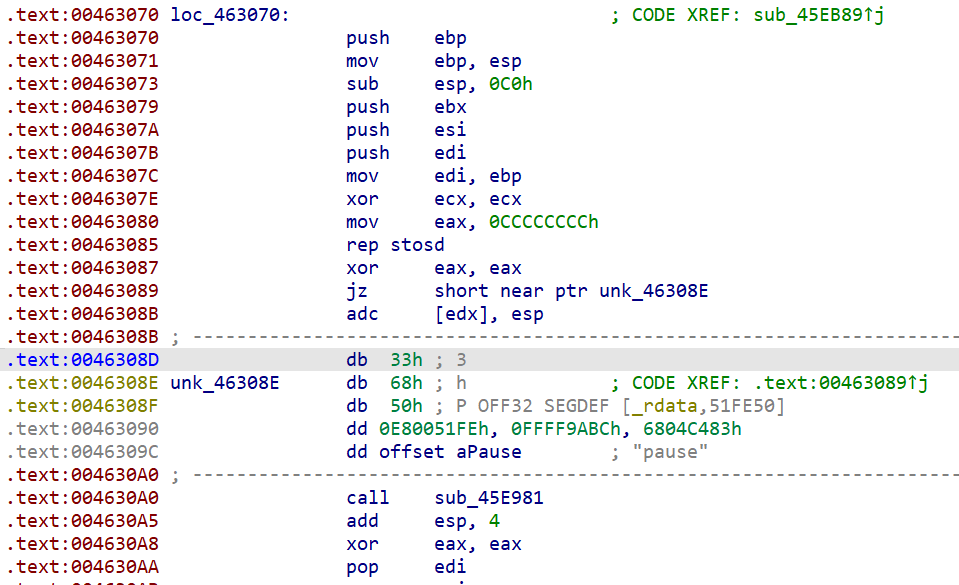 .text:00463070 loc_463070: ; CODE XREF: sub_45EB89↑j
.text:00463070 push ebp
.text:00463071 mov ebp, esp
.text:00463073 sub esp, 0C0h
.text:00463079 push ebx
.text:0046307A push esi
.text:0046307B push edi
.text:0046307C mov edi, ebp
.text:0046307E xor ecx, ecx
.text:00463080 mov eax, 0CCCCCCCCh
.text:00463085 rep stosd
.text:00463087 xor eax, eax
.text:00463089 jz short near ptr unk_46308E
.text:0046308B adc [edx], esp
.text:0046308B ; ---------------------------------------------------------------------------
.text:0046308D db 33h ; 3
.text:0046308E unk_46308E db 68h ; h ; CODE XREF: .text:00463089↑j
.text:0046308F db 50h ; P OFF32 SEGDEF [_rdata,51FE50]
.text:00463090 dd 0E80051FEh, 0FFFF9ABCh, 6804C483h
.text:0046309C dd offset aPause ; "pause"
.text:004630A0 ; ---------------------------------------------------------------------------
.text:004630A0 call sub_45E981
.text:004630A5 add esp, 4
.text:004630A8 xor eax, eax
.text:004630AA pop edi